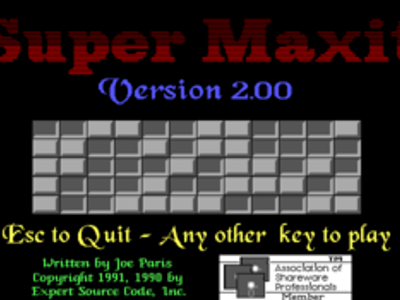 Super Maxit
Version 2.00
Esc to Quit - Any other key to play
Written by Joe Paris
Copyright 1991, 1990 by
Expert Source Code, Inc.
TM
Association of
Shareware
Professionals
Member